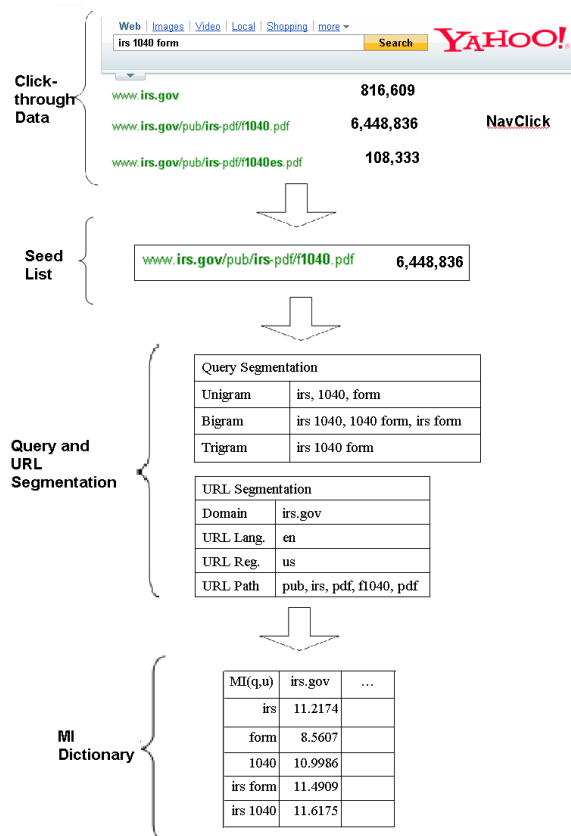 Web | Images | Video | Local | Shopping | more
irs 1040 form Search YAHOO!
Click-
through
Data
www.irs.gov 816,609
www.irs.gov/pub/irs-pdf/f1040.pdf 6,448,836 NavClick
www.irs.gov/pub/irs-pdf/f1040es.pdf 108,333
Seed
List
www.irs.gov/pub/irs-pdf/f1040.pdf 6,448,836
Query and
URL
Segmentation
Query Segmentation
Unigram irs, 1040, form
Bigram irs 1040, 1040 form, irs form
Trigram irs 1040 form
URL Segmentation
Domain irs.gov
URL Lang. en
URL Reg. us
URL Path pub, irs, pdf, f1040, pdf
MI
Dictionary
MI(q,u) irs.gov ...
irs 11.2174
form 8.5607
1040 10.9986
irs form 11.4909
irs 1040 11.6175